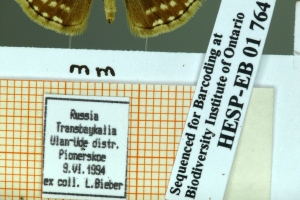 mm
Russia
Transbaykalia
Ulan-Ude distr.
Pionerskoe
9.VI.1994
ex coll. L.Bieber
Sequenced for Barcoding at
Biodiversity Institute of Ontario
HESP-EB 01 764